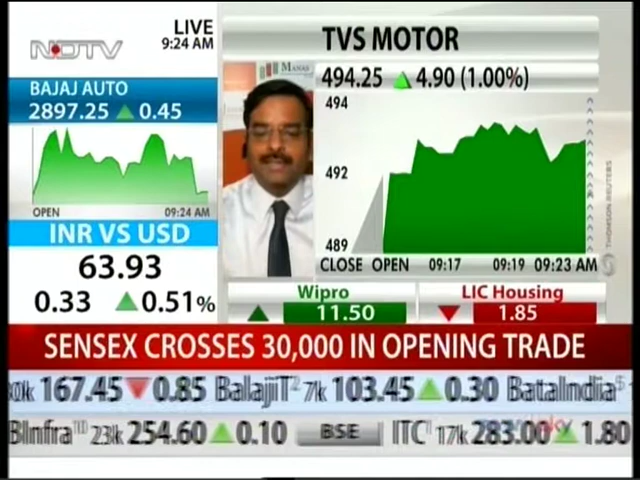 NDTV
LIVE
9:24 AM
BAJAJ AUTO
2897.25 0.45
OPEN 09:24 AM
INR VS USD
63.93
0.33 0.51%
TVS MOTOR
494.25 4.90 (1.00%)
494
492
489
CLOSE OPEN 09:17 09:19 09:23 AM
THOMSON REUTERS
Wipro
11.50
LIC Housing
1.85
SENSEX CROSSES 30,000 IN OPENING TRADE
167.45 0.85 BalajiT 7k 103.45 0.30 BataIndia
BInfra 23k 254.60 0.10 BSE ITC 17k 283.00 1.80